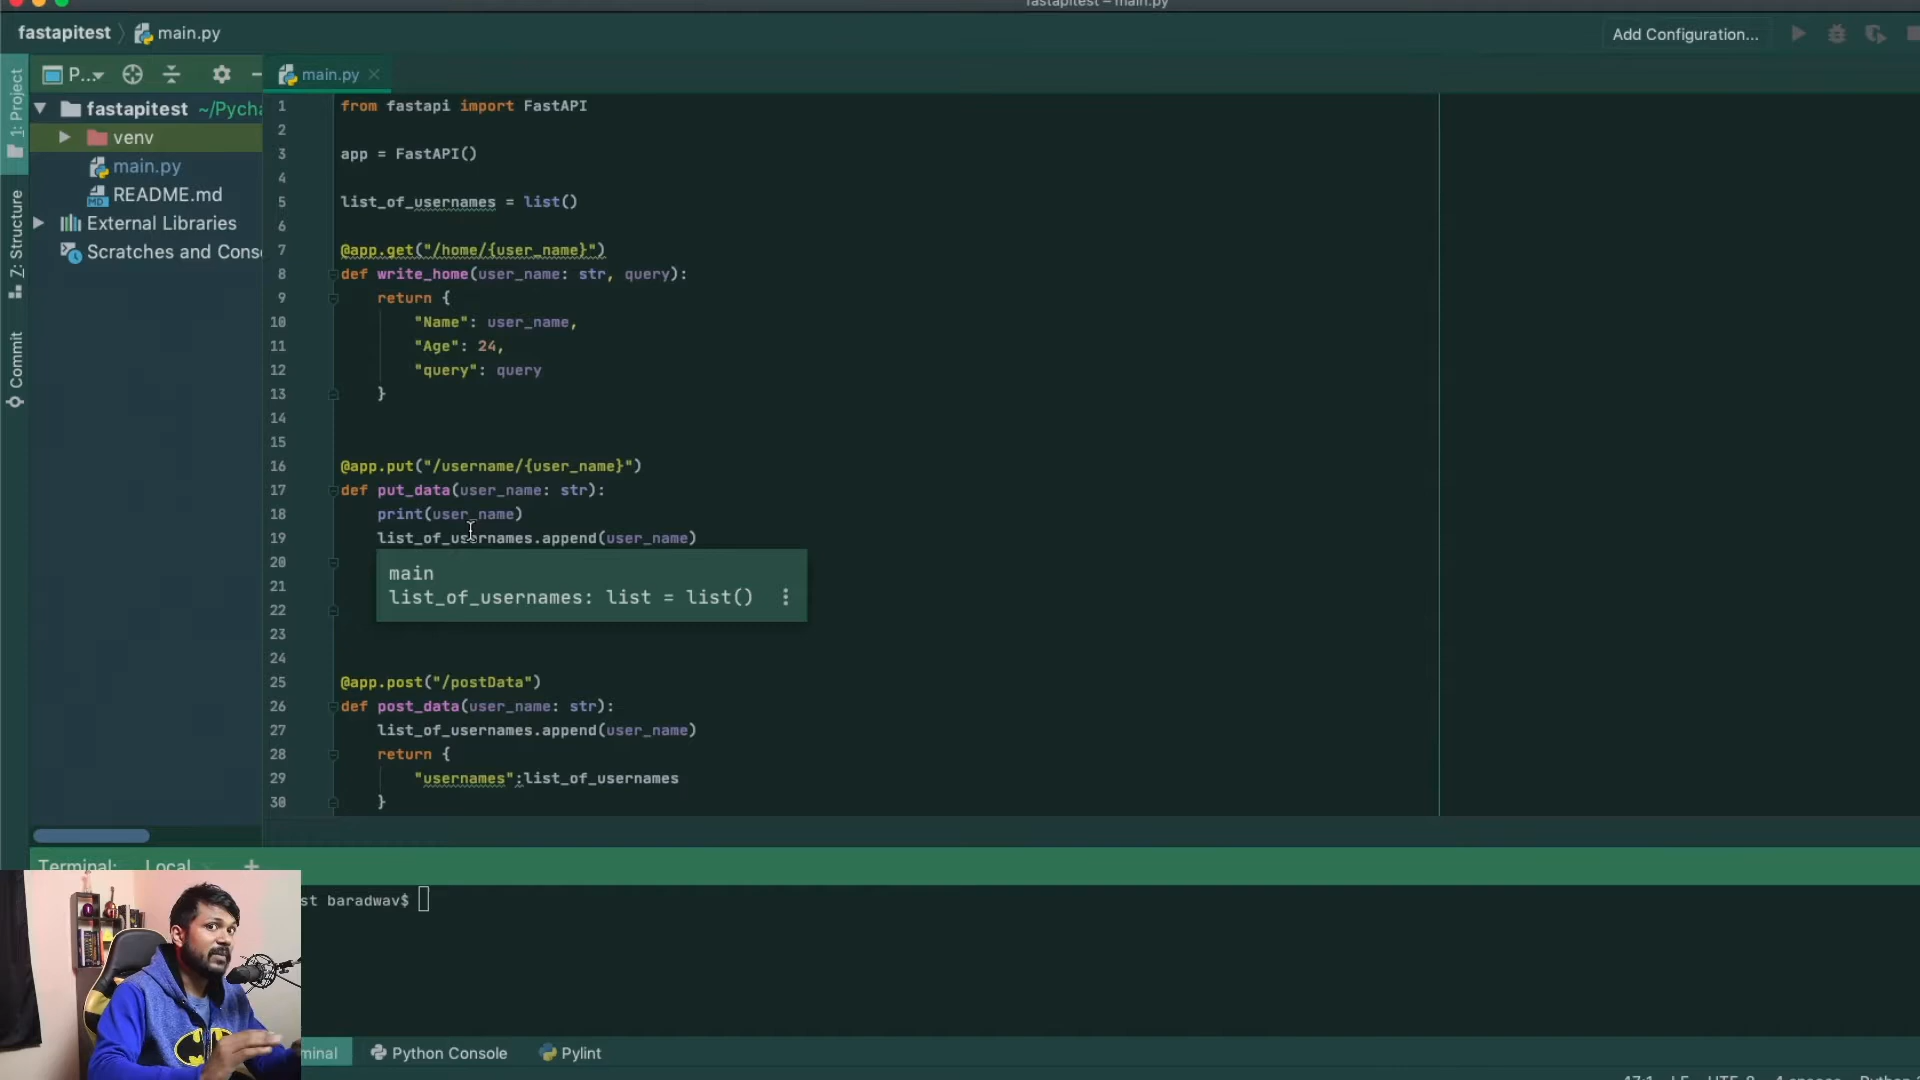 fastapitest – main.py
fastapitest
main.py
Add Configuration...
P...
main.py
1: Project
fastapitest ~/Pycha
venv
main.py
README.md
External Libraries
Scratches and Conso
Z: Structure
Commit
1 from fastapi import FastAPI
2
3 app = FastAPI()
4
5 list_of_usernames = list()
6
7 @app.get("/home/{user_name}")
8 def write_home(user_name: str, query):
9 return {
10 "Name": user_name,
11 "Age": 24,
12 "query": query
13 }
14
15
16 @app.put("/username/{user_name}")
17 def put_data(user_name: str):
18 print(user_name)
19 list_of_usernames.append(user_name)
20
21
22
main
list_of_usernames: list = list()
23
24
25 @app.post("/postData")
26 def post_data(user_name: str):
27 list_of_usernames.append(user_name)
28 return {
29 "usernames":list_of_usernames
30 }
Terminal: Local +
st baradwav$
minal
Python Console
Pylint